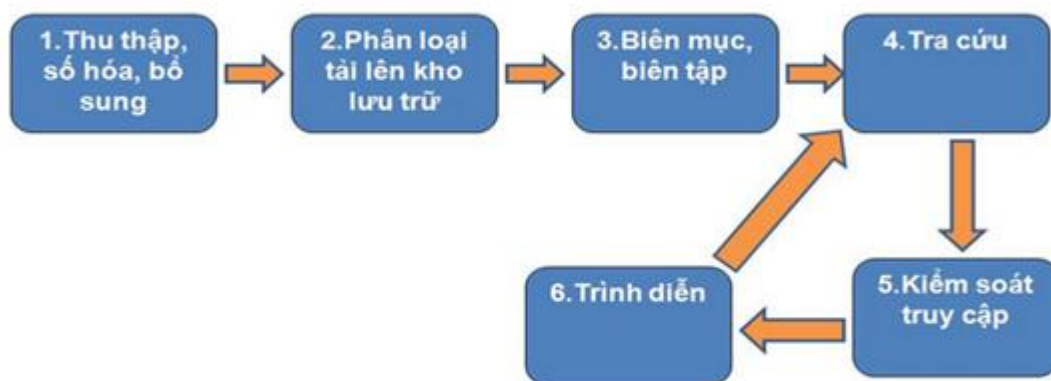 1.Thu thập,
số hóa, bổ
sung
2.Phân loại
tải lên kho
lưu trữ
3.Biên mục,
biên tập
4.Tra cứu
5.Kiểm soát
truy cập
6.Trình diễn